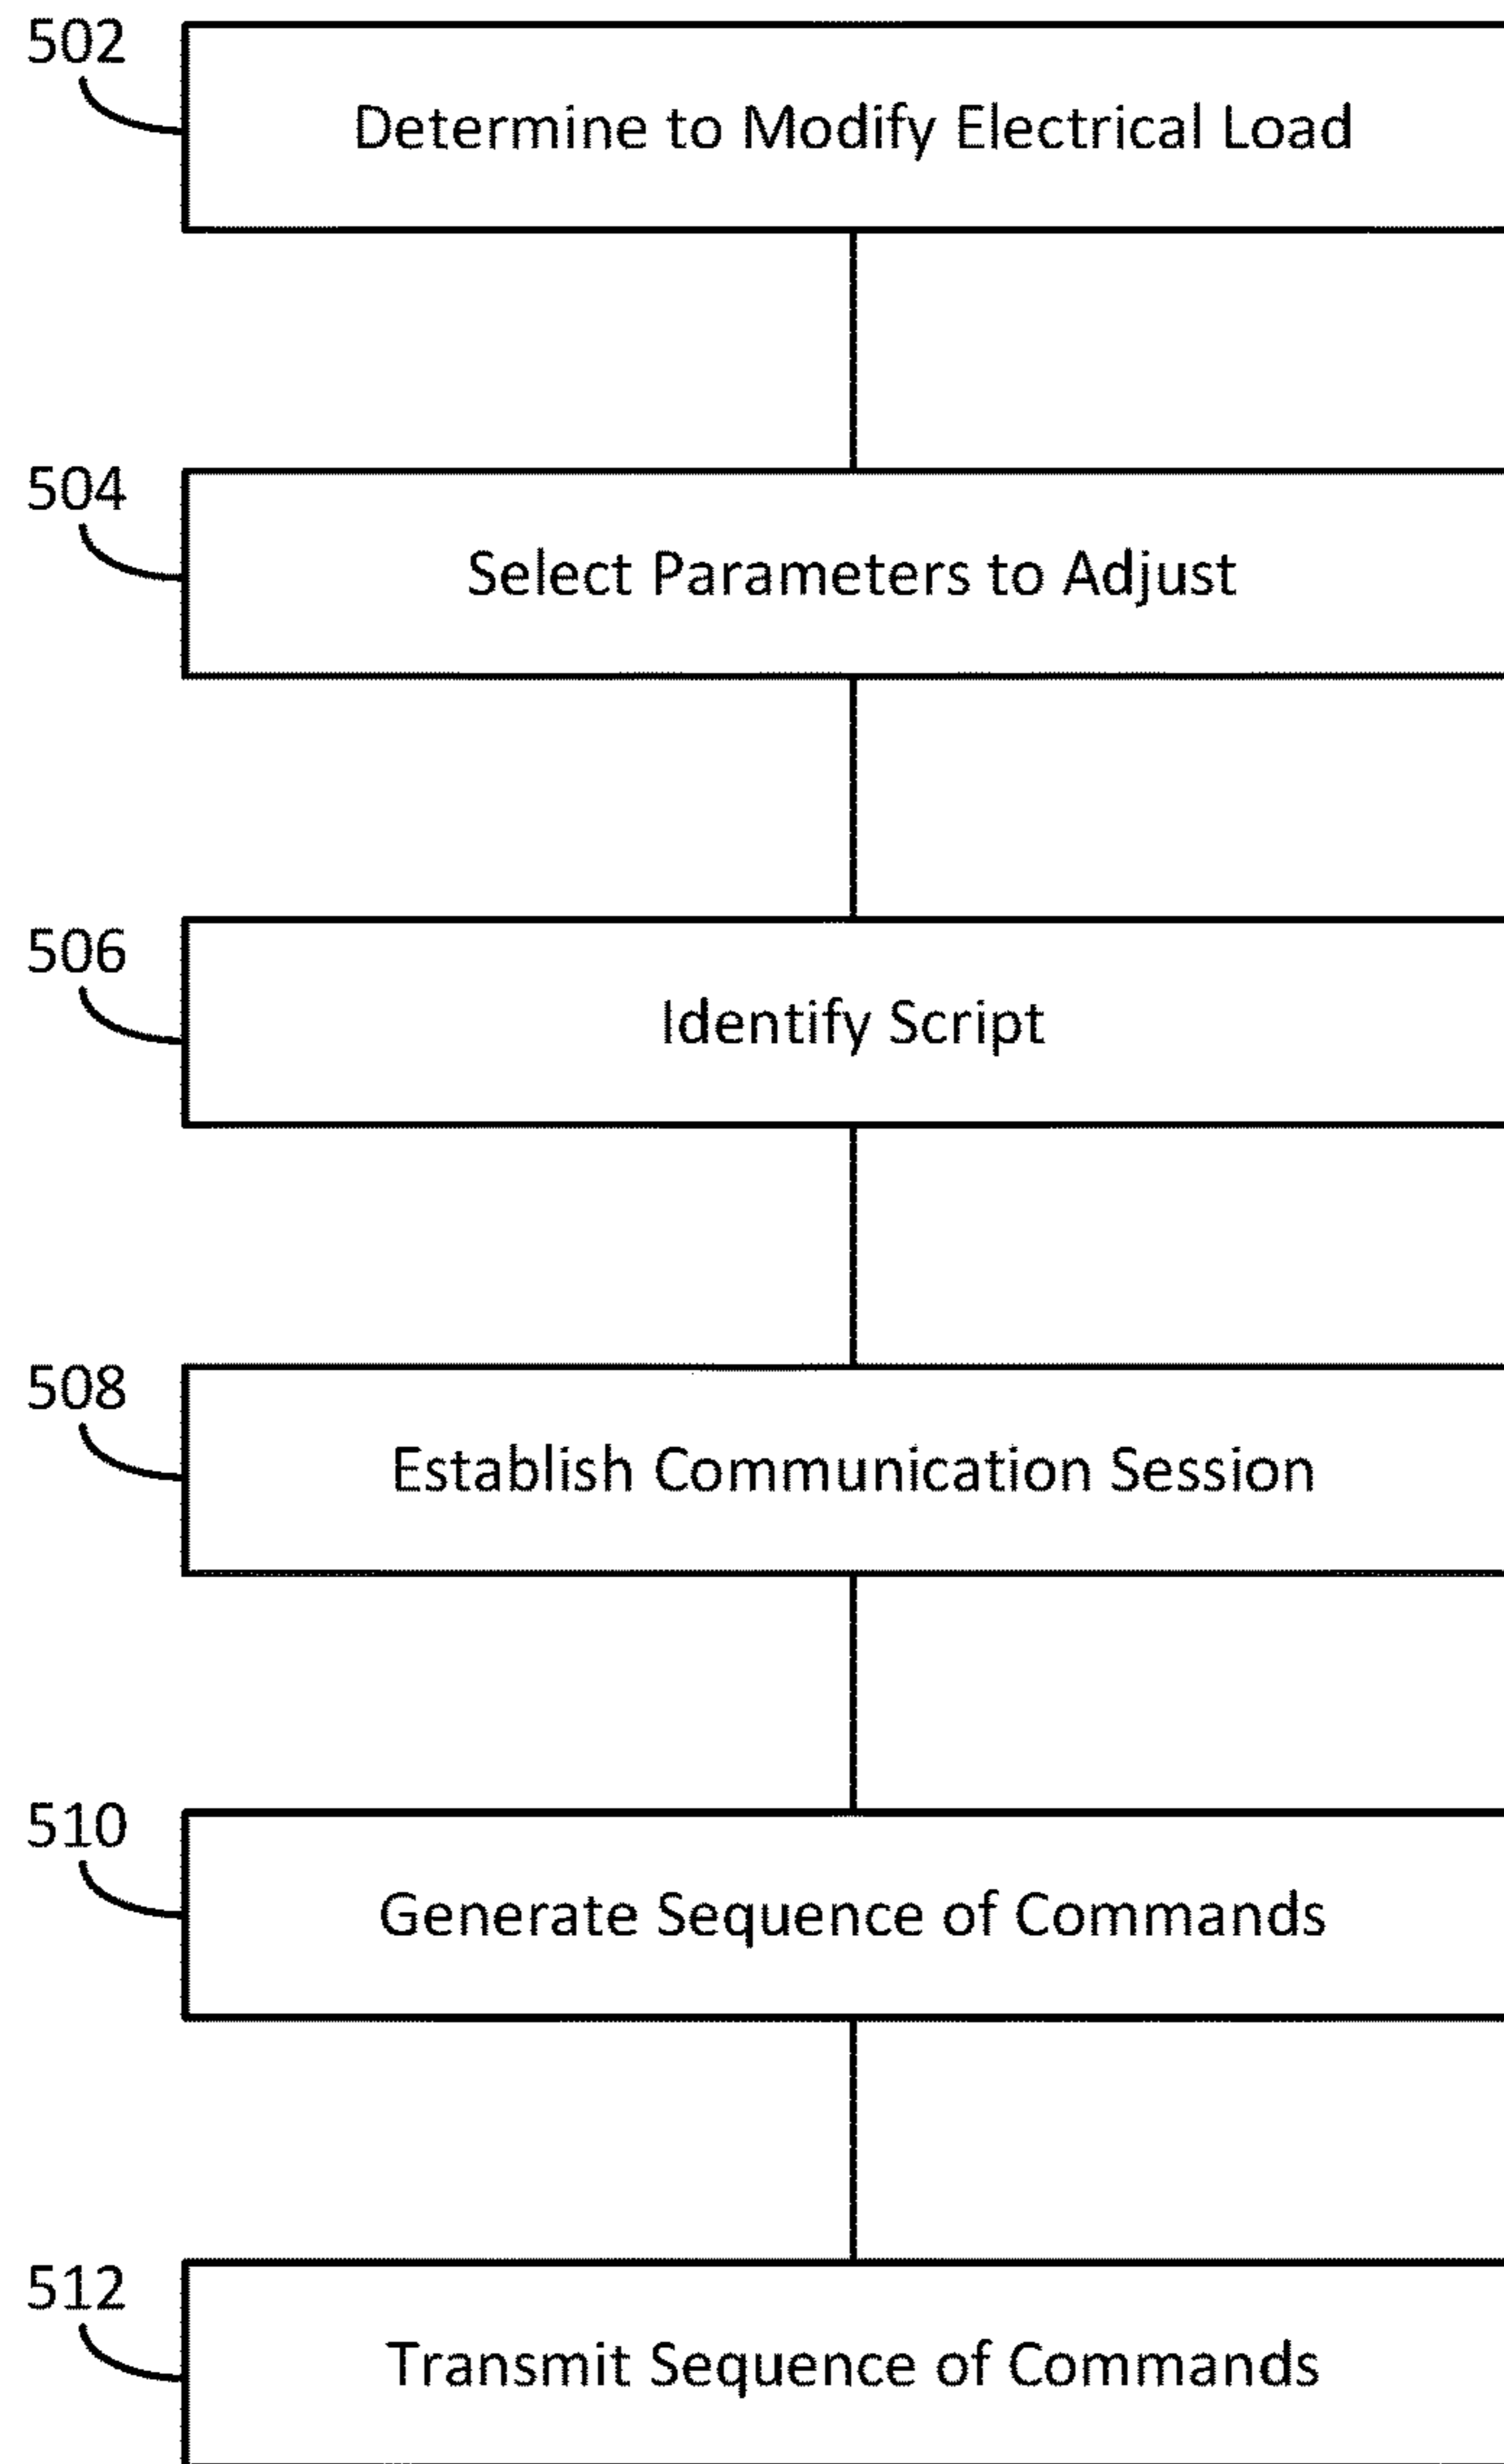 502
Determine to Modify Electrical Load
504
Select Parameters to Adjust
506
Identify Script
508
Establish Communication Session
510
Generate Sequence of Commands
512
Transmit Sequence of Commands